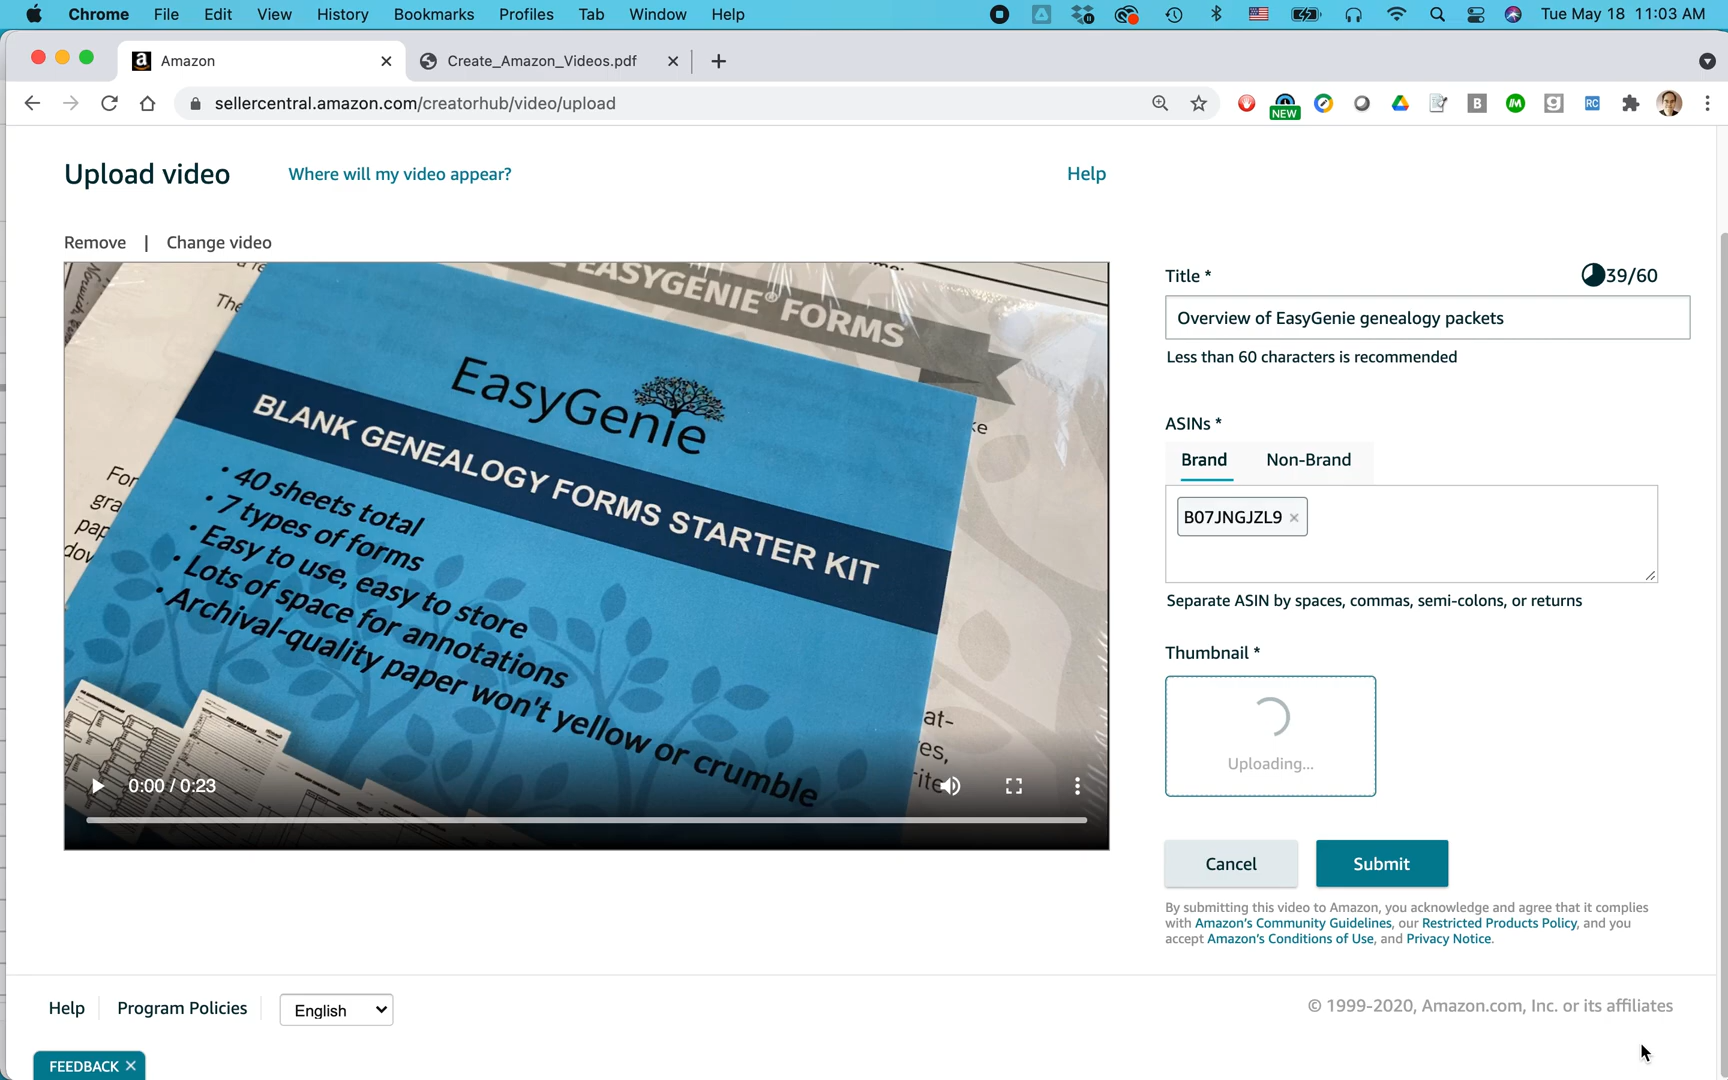 Chrome File Edit View History Bookmarks Profiles Tab Window Help Tue May 18 11:03 AM
Amazon Create_Amazon_Videos.pdf
sellercentral.amazon.com/creatorhub/video/upload
NEW
B
RC
Upload video Where will my video appear? Help
Remove | Change video
EASYGENIE® FORMS
The
EasyGenie
BLANK GENEALOGY FORMS STARTER KIT
• 40 sheets total
• 7 types of forms
• Easy to use, easy to store
• Lots of space for annotations
• Archival-quality paper won't yellow or crumble
0:00 / 0:23
Title * 39/60
Overview of EasyGenie genealogy packets
Less than 60 characters is recommended
ASINs *
Brand Non-Brand
B07JNGJZL9 ×
Separate ASIN by spaces, commas, semi-colons, or returns
Thumbnail *
Uploading...
Cancel Submit
By submitting this video to Amazon, you acknowledge and agree that it complies
with Amazon's Community Guidelines, our Restricted Products Policy, and you
accept Amazon's Conditions of Use, and Privacy Notice.
Help Program Policies English © 1999-2020, Amazon.com, Inc. or its affiliates
FEEDBACK ×